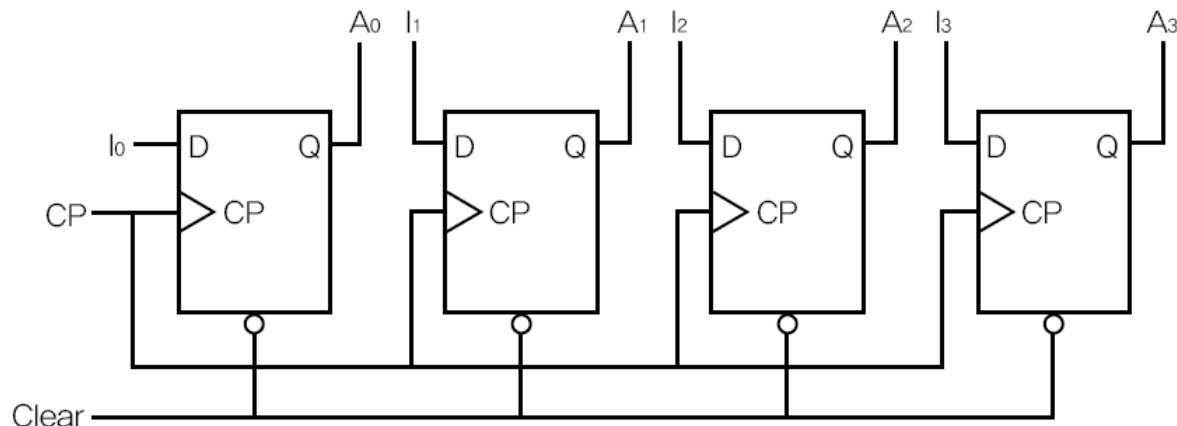 A₀ I₁ A₁ I₂ A₂ I₃ A₃
I₀ D Q D Q D Q D Q
CP CP CP CP CP
Clear